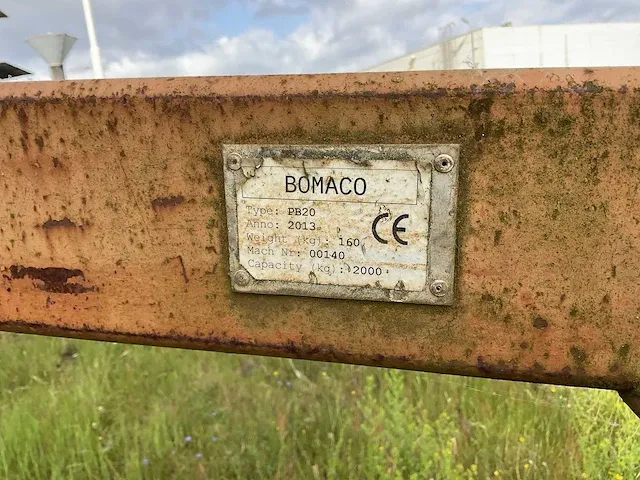 BOMACO
Type: PB20
Anno: 2013
Weight (kg): 160
Mach Nr: 00140
Capacity (kg): 2000
CE